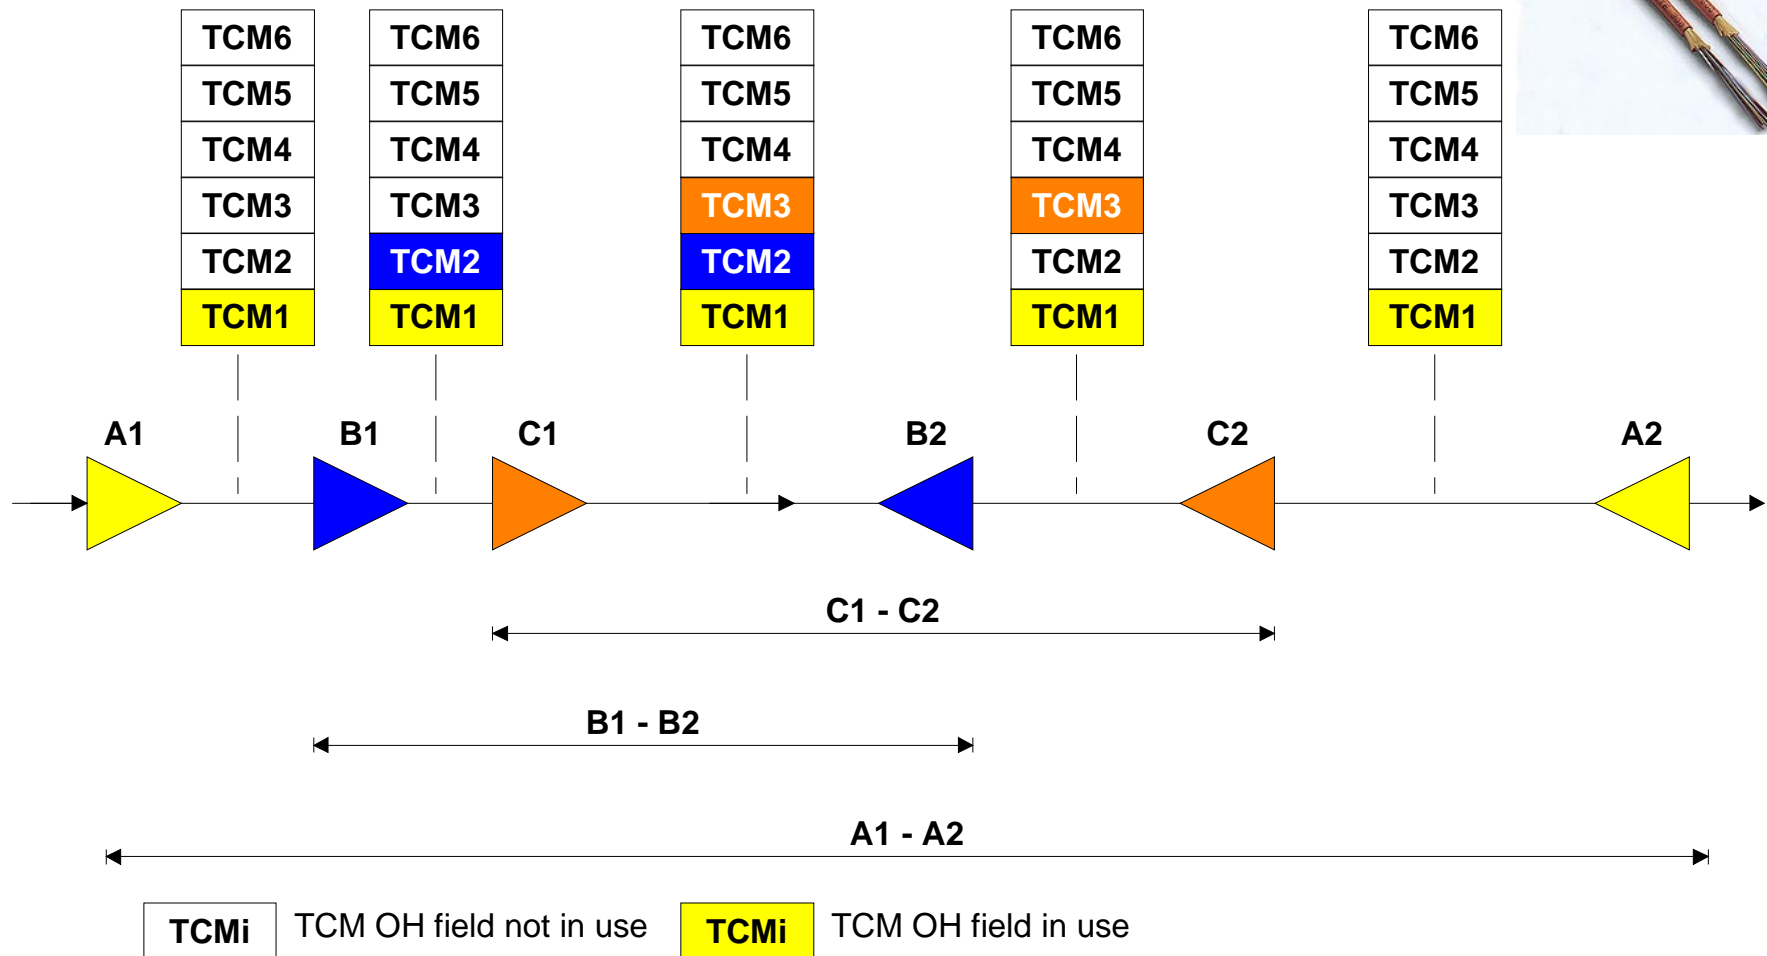 TCM6 TCM6 TCM6 TCM6 TCM6
TCM5 TCM5 TCM5 TCM5 TCM5
TCM4 TCM4 TCM4 TCM4 TCM4
TCM3 TCM3 TCM3 TCM3 TCM3
TCM2 TCM2 TCM2 TCM2 TCM2
TCM1 TCM1 TCM1 TCM1 TCM1
A1 B1 C1 B2 C2 A2
C1 - C2
B1 - B2
A1 - A2
TCMi TCM OH field not in use TCMi TCM OH field in use